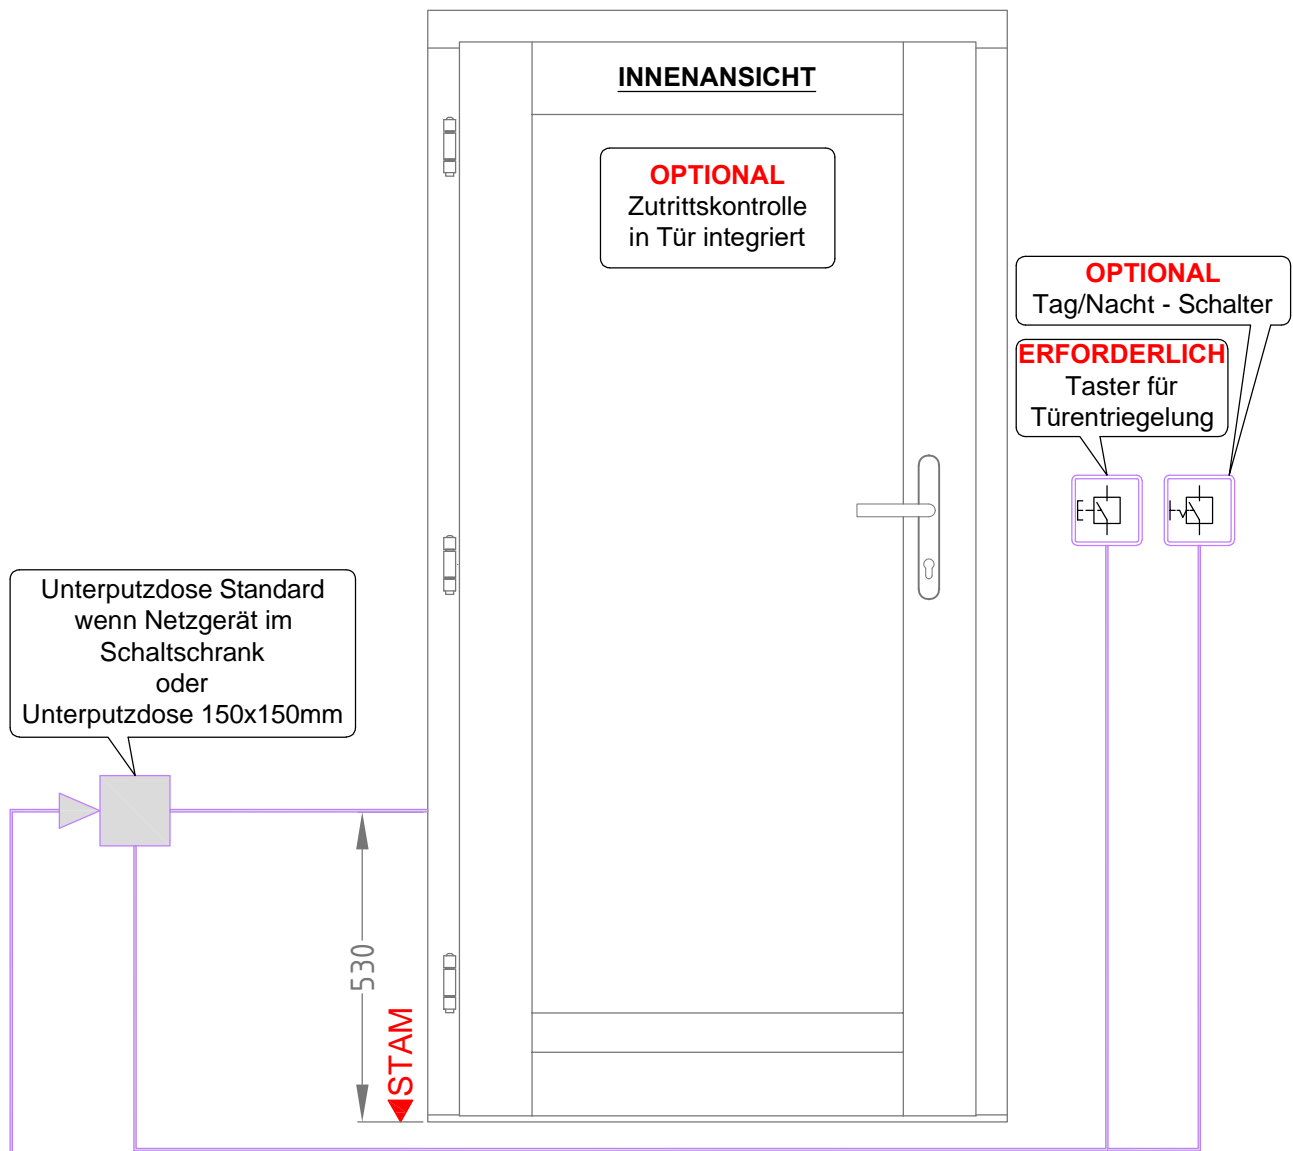 INNENANSICHT
OPTIONAL
Zutrittskontrolle
in Tür integriert
OPTIONAL
Tag/Nacht - Schalter
ERFORDERLICH
Taster für
Türentriegelung
Unterputzdose Standard
wenn Netzgerät im
Schaltschrank
oder
Unterputzdose 150x150mm
530
STAM